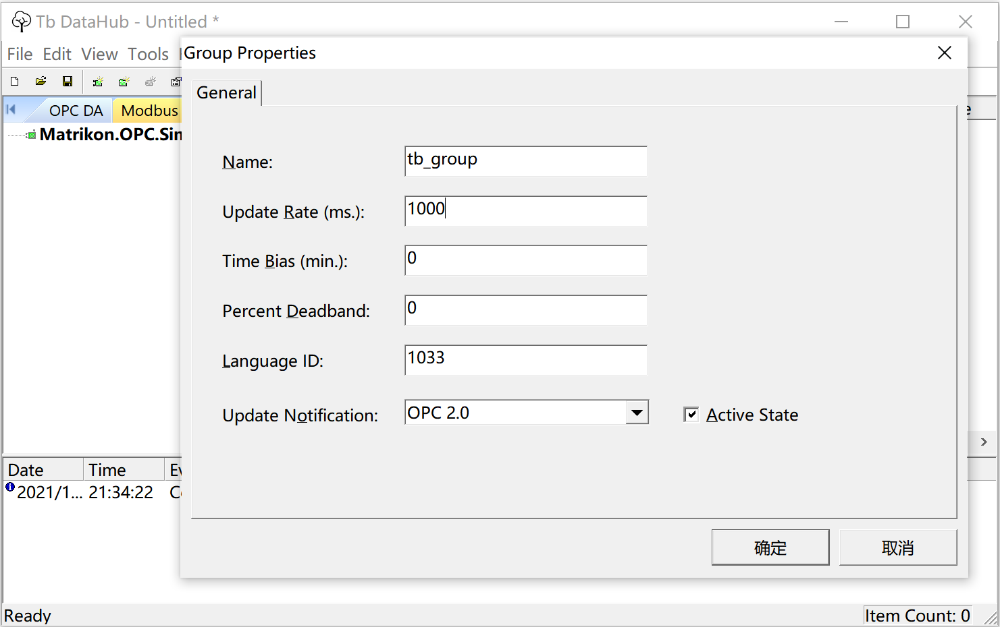 Tb DataHub - Untitled *
File Edit View Tools
Group Properties
General
OPC DA
Modbus
Matrikon.OPC.Sin
Name:
tb_group
Update Rate (ms.):
1000
Time Bias (min.):
0
Percent Deadband:
0
Language ID:
1033
Update Notification:
OPC 2.0
Active State
确定
取消
Date
Time
2021/1...
21:34:22
Ready
Item Count: 0